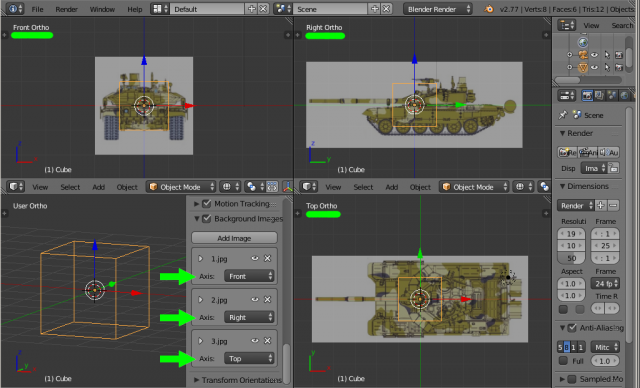 File Render Window Help Default Scene Blender Render v2.77 | Verts:8 | Faces:6 | Tris:12 | Objects
View Search
Front Ortho
Right Ortho
Scene
Render
Disp Ima
Dimensions
Render
Resoluti Frame
19 1
10 25
50 1
Aspect Frame
1.0 24 fp
1.0 Time R
Anti-Aliasing
5 8 1 1 Mitc
Full 1.0
Sampled Mo
(1) Cube
(1) Cube
View Select Add Object Object Mode
View Select Add Object Object Mode
User Ortho
Motion Tracking
Background Images
Add Image
1.jpg
Axis: Front
2.jpg
Axis: Right
3.jpg
Axis: Top
Transform Orientations
(1) Cube
Top Ortho
(1) Cube